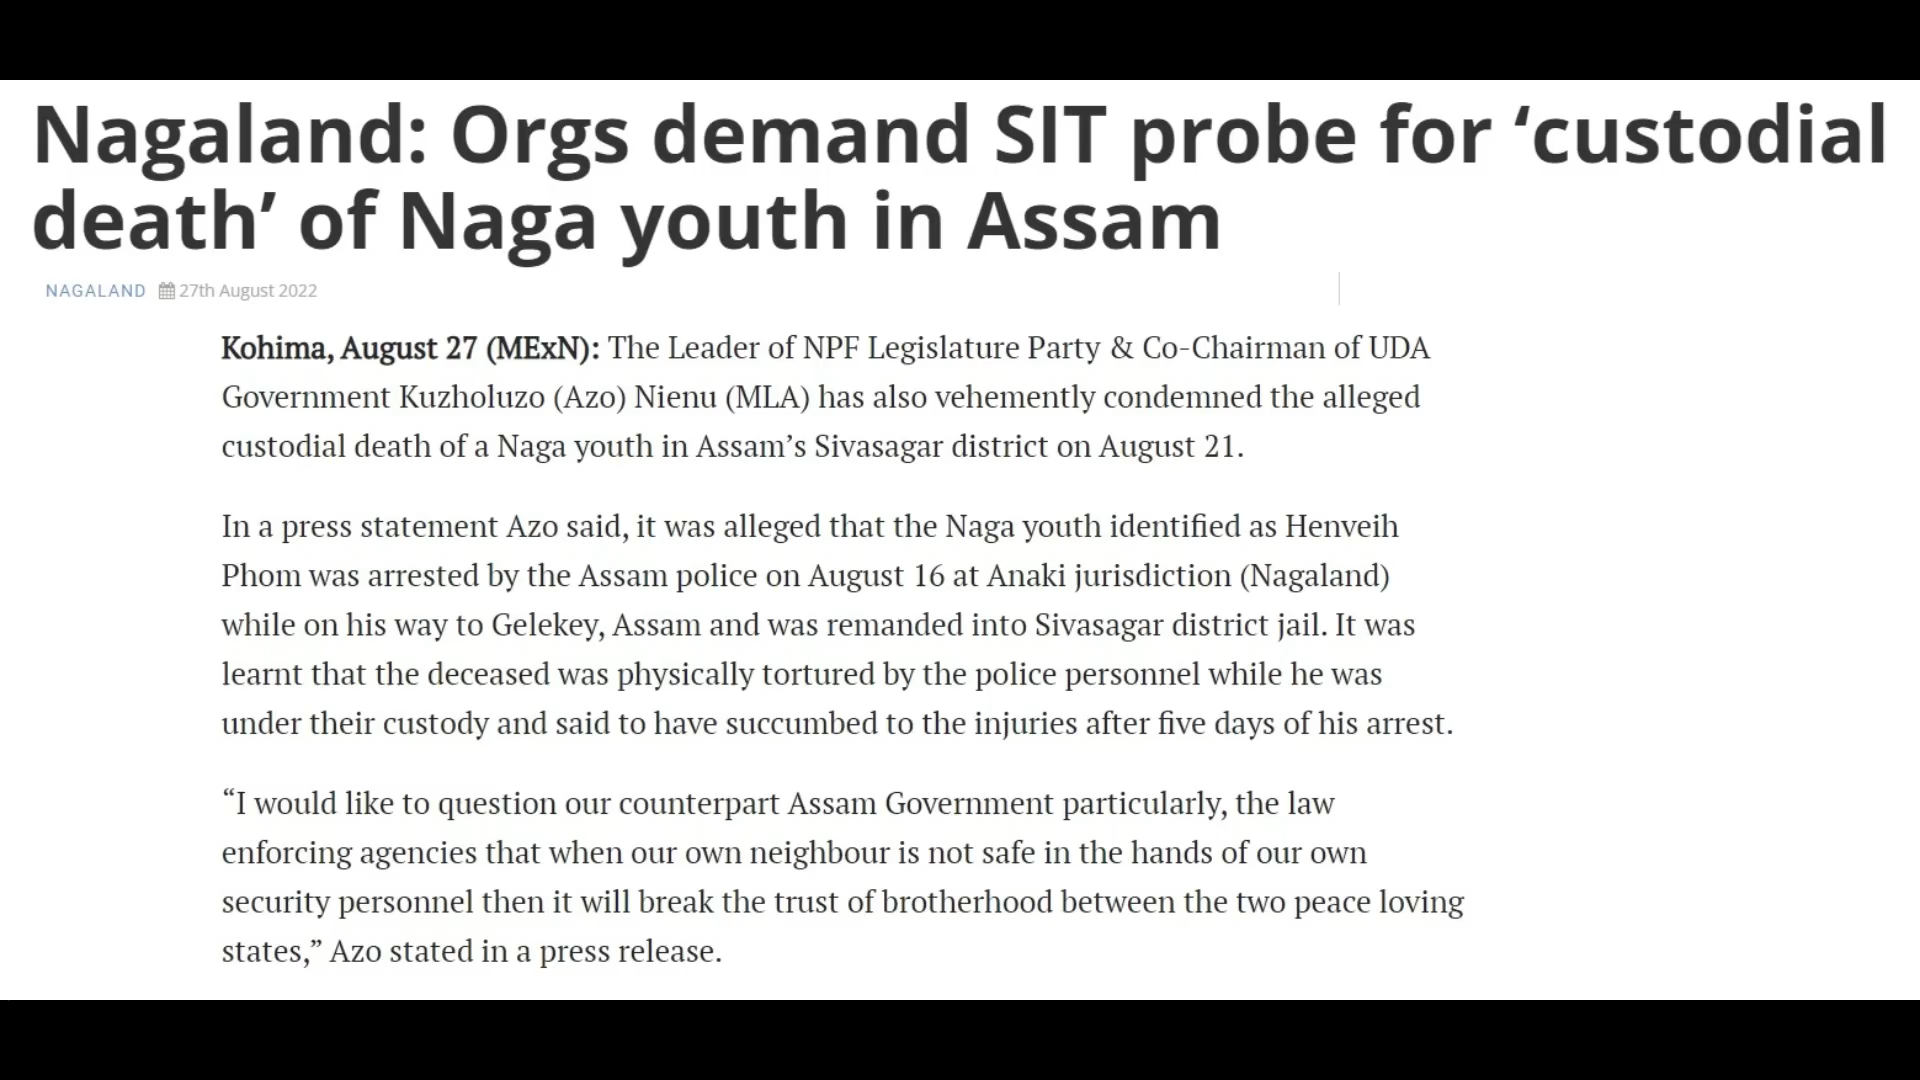 Nagaland: Orgs demand SIT probe for ‘custodial
death’ of Naga youth in Assam
NAGALAND 27th August 2022
Kohima, August 27 (MExN): The Leader of NPF Legislature Party & Co-Chairman of UDA
Government Kuzholuzo (Azo) Nienu (MLA) has also vehemently condemned the alleged
custodial death of a Naga youth in Assam’s Sivasagar district on August 21.
In a press statement Azo said, it was alleged that the Naga youth identified as Henveih
Phom was arrested by the Assam police on August 16 at Anaki jurisdiction (Nagaland)
while on his way to Gelekey, Assam and was remanded into Sivasagar district jail. It was
learnt that the deceased was physically tortured by the police personnel while he was
under their custody and said to have succumbed to the injuries after five days of his arrest.
“I would like to question our counterpart Assam Government particularly, the law
enforcing agencies that when our own neighbour is not safe in the hands of our own
security personnel then it will break the trust of brotherhood between the two peace loving
states,” Azo stated in a press release.